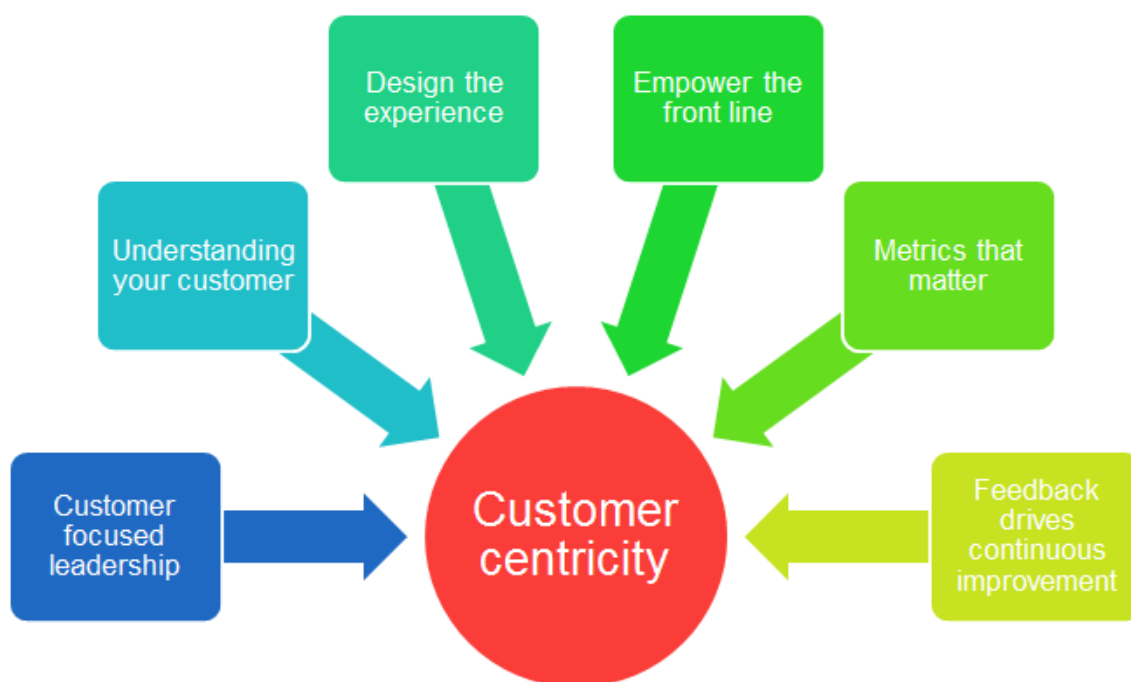 Design the
experience
Empower the
front line
Understanding
your customer
Metrics that
matter
Customer
focused
leadership
Customer
centricity
Feedback
drives
continuous
improvement